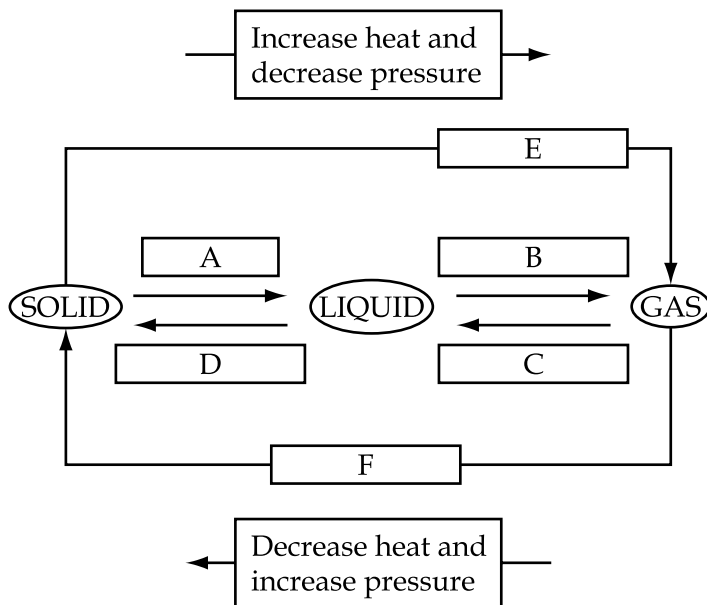 Increase heat and
decrease pressure
E
A
B
SOLID
LIQUID
GAS
D
C
F
Decrease heat and
increase pressure